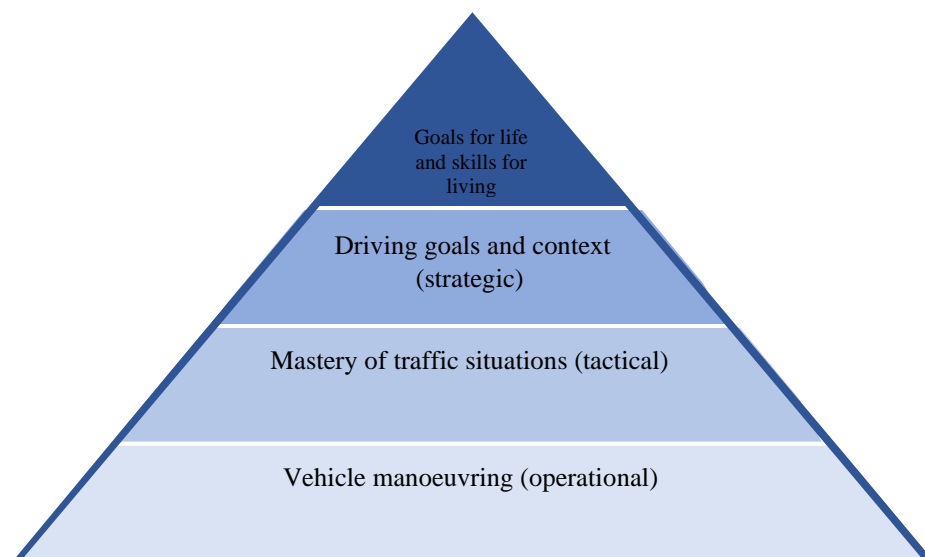 Goals for life
and skills for
living
Driving goals and context
(strategic)
Mastery of traffic situations (tactical)
Vehicle manoeuvring (operational)